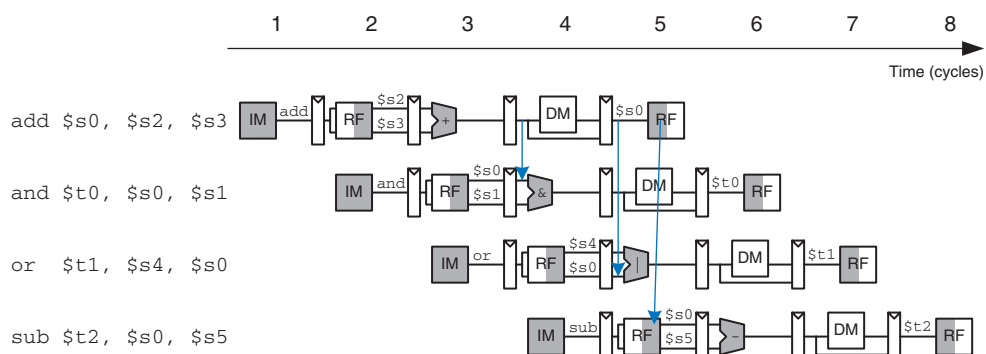 1 2 3 4 5 6 7 8
Time (cycles)
add $s0, $s2, $s3 IM add RF $s2 $s3 + DM $s0 RF
and $t0, $s0, $s1 IM and RF $s0 $s1 & DM $t0 RF
or $t1, $s4, $s0 IM or RF $s4 $s0 | DM $t1 RF
sub $t2, $s0, $s5 IM sub RF $s0 $s5 - DM $t2 RF